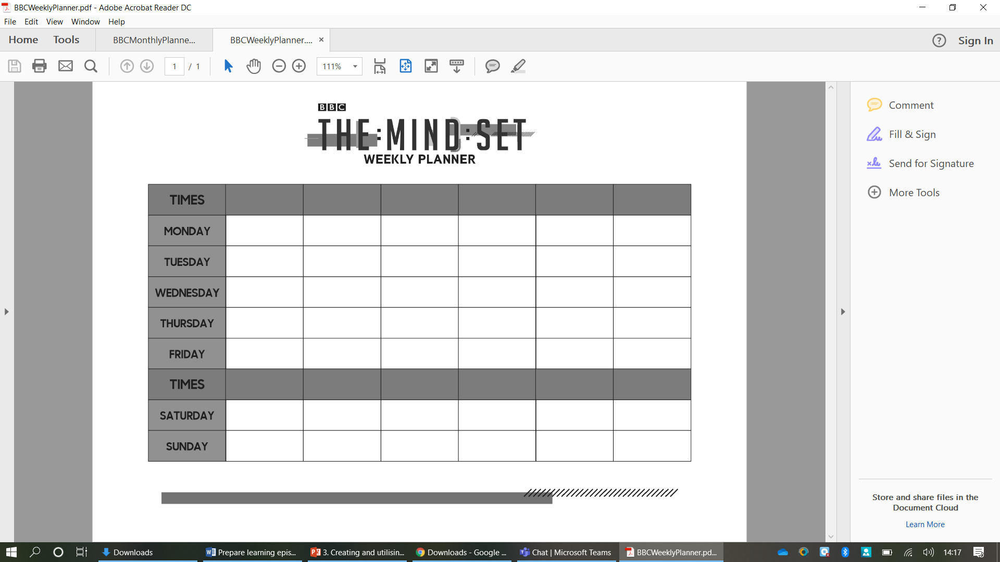 BBCWeeklyPlanner.pdf - Adobe Acrobat Reader DC
File Edit View Window Help
Home Tools BBCMonthlyPlanne... BBCWeeklyPlanner.... × ? Sign In
1 / 1 111%
BBC
THE:MIND:SET
WEEKLY PLANNER
TIMES
MONDAY
TUESDAY
WEDNESDAY
THURSDAY
FRIDAY
TIMES
SATURDAY
SUNDAY
Comment
Fill & Sign
Send for Signature
More Tools
Store and share files in the
Document Cloud
Learn More
Downloads Prepare learning epis... 3. Creating and utilisin... Downloads - Google ... Chat | Microsoft Teams BBCWeeklyPlanner.pd... 14:17